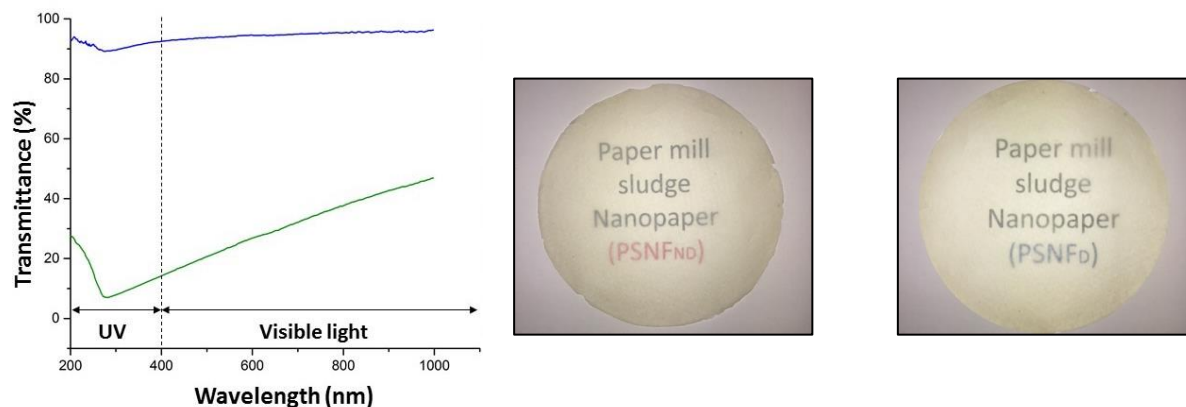 100
80
60
40
20
0
Transmittance (%)
UV
Visible light
200
400
600
800
1000
Wavelength (nm)
Paper mill
sludge
Nanopaper
(PSNFND)
Paper mill
sludge
Nanopaper
(PSNFD)